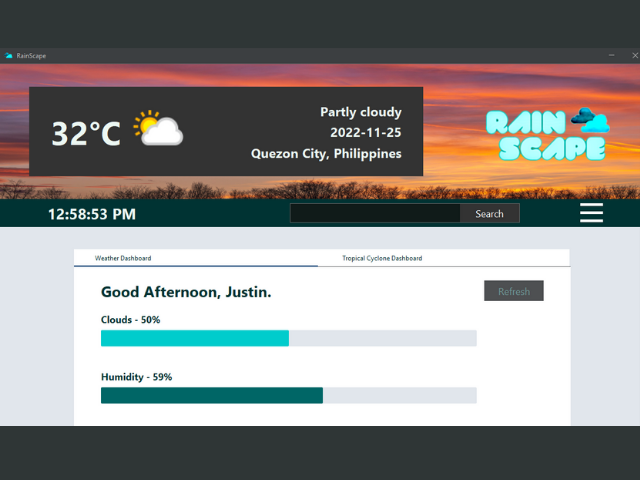 RainScape
32°C
Partly cloudy
2022-11-25
Quezon City, Philippines
RAIN
SCAPE
12:58:53 PM
Search
Weather Dashboard
Tropical Cyclone Dashboard
Good Afternoon, Justin.
Refresh
Clouds - 50%
Humidity - 59%